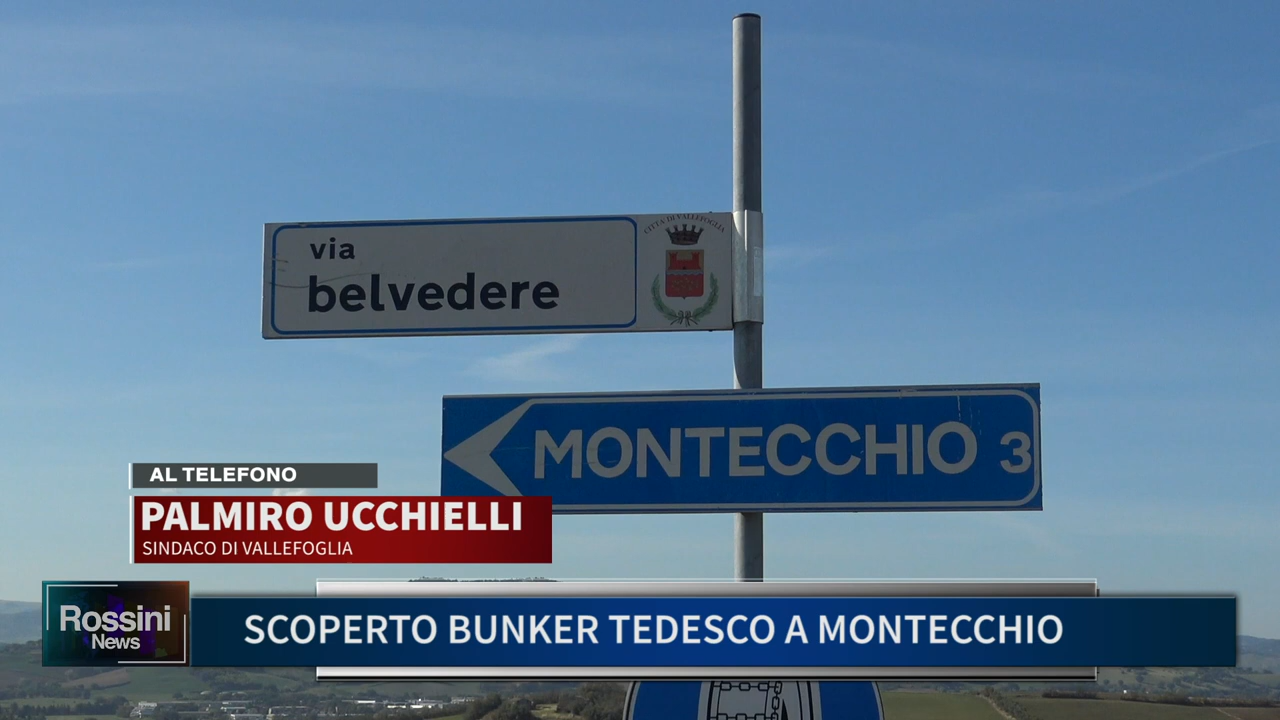 CITTÀ DI VALLEFOGLIA
via
belvedere
MONTECCHIO 3
AL TELEFONO
PALMIRO UCCHIELLI
SINDACO DI VALLEFOGLIA
Rossini
News
SCOPERTO BUNKER TEDESCO A MONTECCHIO